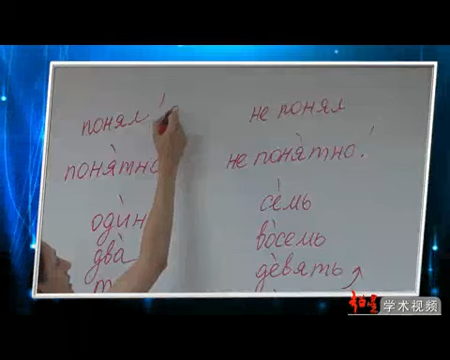 понял!
не понял
понятно
не понятно!
один
семь
два
восемь
девять
学术视频